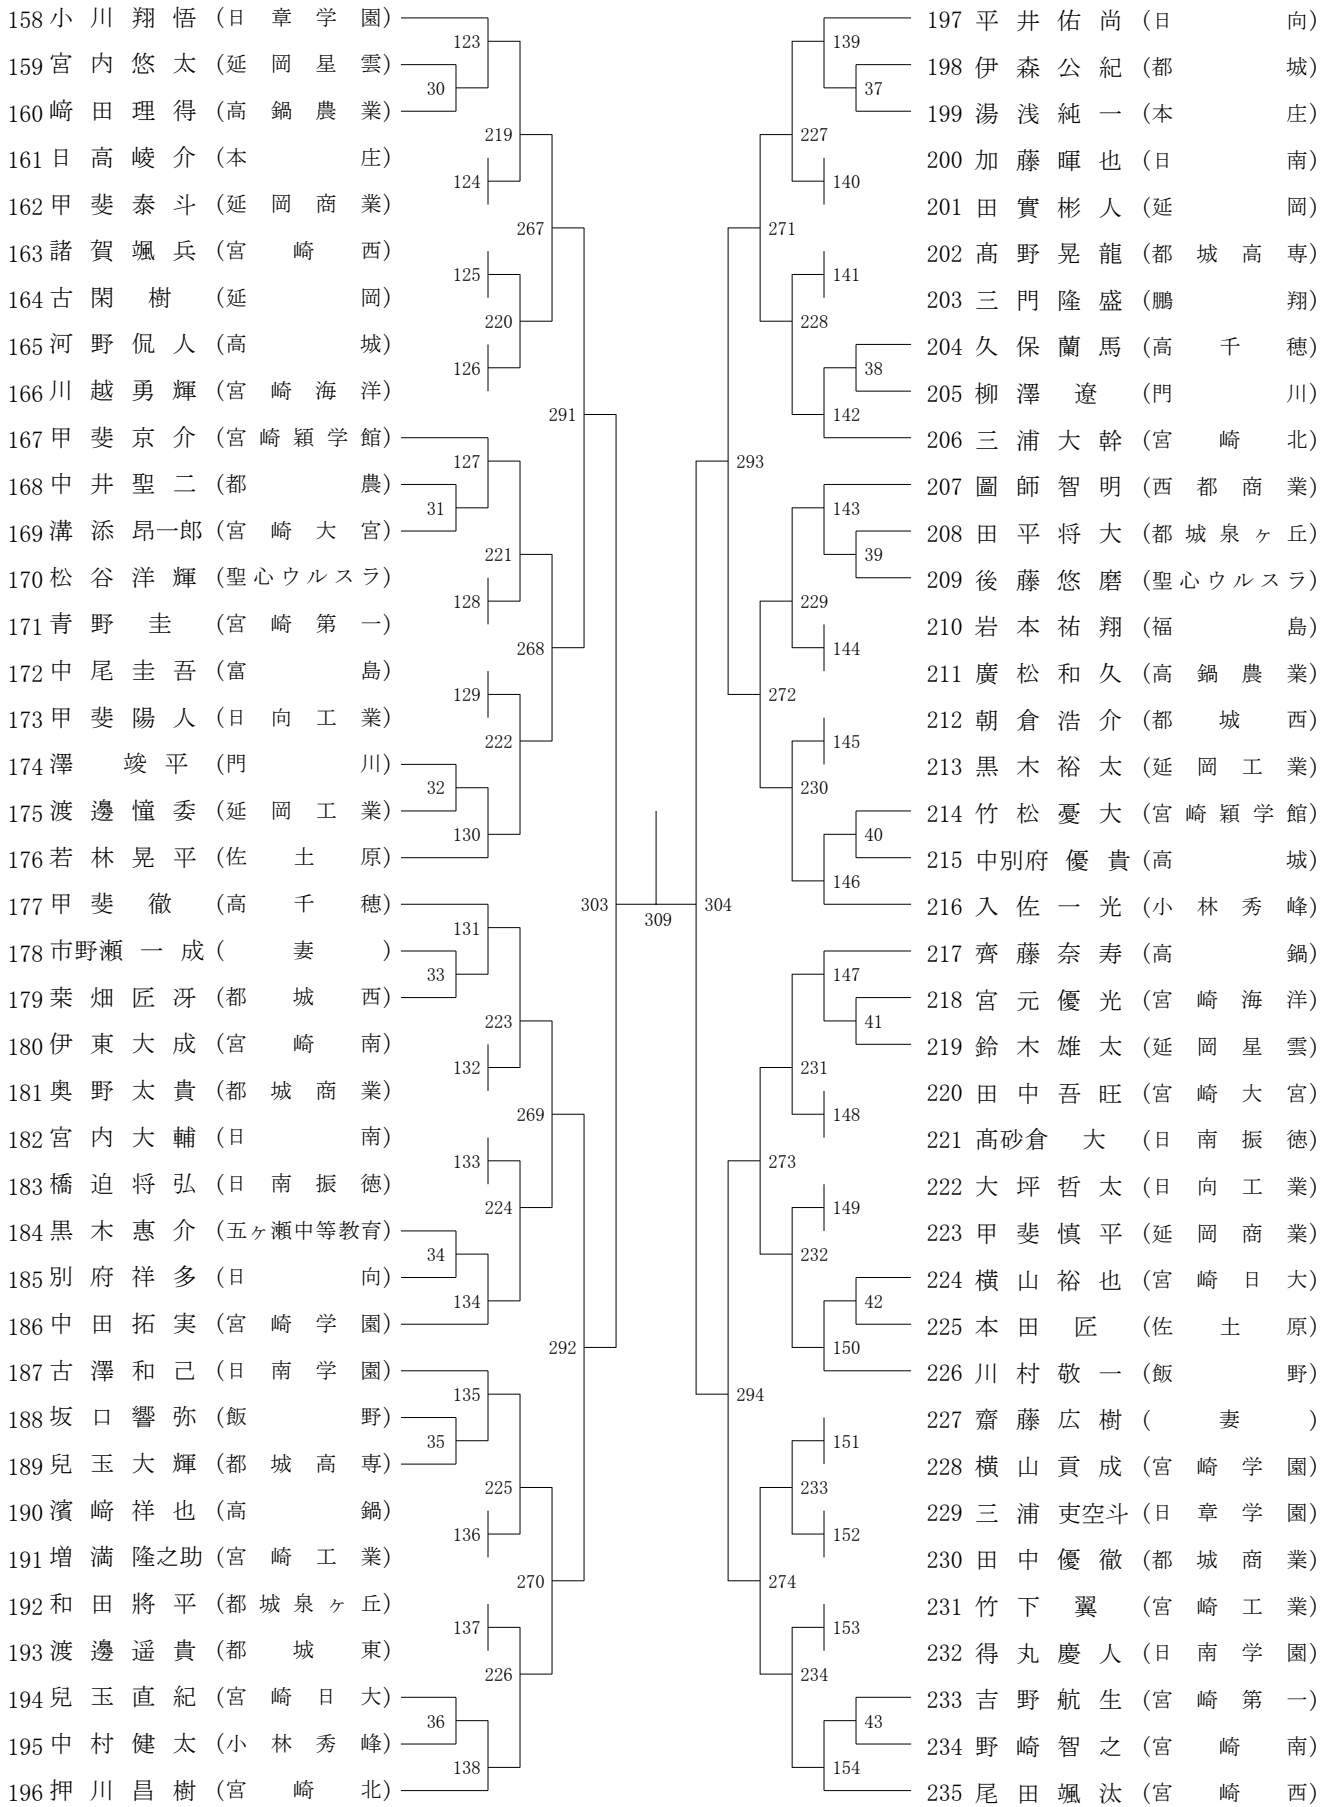 158 小川翔悟 (日章学園)
159 宮内悠太 (延岡星雲)
160 﨑田理得 (高鍋農業)
161 日高崚介 (本庄)
162 甲斐泰斗 (延岡商業)
163 諸賀颯兵 (宮崎西)
164 古閑樹 (延岡)
165 河野侃人 (高城)
166 川越勇輝 (宮崎海洋)
167 甲斐京介 (宮崎穎学館)
168 中井聖二 (都農)
169 溝添昂一郎 (宮崎大宮)
170 松谷洋輝 (聖心ウルスラ)
171 青野圭 (宮崎第一)
172 中尾圭吾 (富島)
173 甲斐陽人 (日向工業)
174 澤竣平 (門川)
175 渡邊憧委 (延岡工業)
176 若林晃平 (佐土原)
177 甲斐徹 (高千穂)
178 市野瀬一成 (妻)
179 桒畑匠冴 (都城西)
180 伊東大成 (宮崎南)
181 奥野太貴 (都城商業)
182 宮内大輔 (日南)
183 橋迫将弘 (日南振徳)
184 黒木惠介 (五ヶ瀬中等教育)
185 別府祥多 (日向)
186 中田拓実 (宮崎学園)
187 古澤和己 (日南学園)
188 坂口響弥 (飯野)
189 兒玉大輝 (都城高専)
190 濱﨑祥也 (高鍋)
191 増満隆之助 (宮崎工業)
192 和田將平 (都城泉ヶ丘)
193 渡邊遥貴 (都城東)
194 兒玉直紀 (宮崎日大)
195 中村健太 (小林秀峰)
196 押川昌樹 (宮崎北)
123
30
219
124
267
125
220
126
291
127
31
221
128
268
129
222
32
130
303
131
33
223
132
269
133
224
34
134
292
135
35
225
136
270
137
226
36
138
309
304
139
37
227
140
271
141
228
38
142
293
143
39
229
144
272
145
230
40
146
147
41
231
148
273
149
232
42
150
294
151
233
152
274
153
234
43
154
197 平井佑尚 (日向)
198 伊森公紀 (都城)
199 湯浅純一 (本庄)
200 加藤暉也 (日南)
201 田實彬人 (延岡)
202 髙野晃龍 (都城高専)
203 三門隆盛 (鵬翔)
204 久保蘭馬 (高千穂)
205 柳澤遼 (門川)
206 三浦大幹 (宮崎北)
207 圖師智明 (西都商業)
208 田平将大 (都城泉ヶ丘)
209 後藤悠磨 (聖心ウルスラ)
210 岩本祐翔 (福島)
211 廣松和久 (高鍋農業)
212 朝倉浩介 (都城西)
213 黒木裕太 (延岡工業)
214 竹松憂大 (宮崎穎学館)
215 中別府優貴 (高城)
216 入佐一光 (小林秀峰)
217 齊藤奈寿 (高鍋)
218 宮元優光 (宮崎海洋)
219 鈴木雄太 (延岡星雲)
220 田中吾旺 (宮崎大宮)
221 髙砂倉大 (日南振徳)
222 大坪哲太 (日向工業)
223 甲斐慎平 (延岡商業)
224 横山裕也 (宮崎日大)
225 本田匠 (佐土原)
226 川村敬一 (飯野)
227 齋藤広樹 (妻)
228 横山貢成 (宮崎学園)
229 三浦吏空斗 (日章学園)
230 田中優徹 (都城商業)
231 竹下翼 (宮崎工業)
232 得丸慶人 (日南学園)
233 吉野航生 (宮崎第一)
234 野崎智之 (宮崎南)
235 尾田颯汰 (宮崎西)